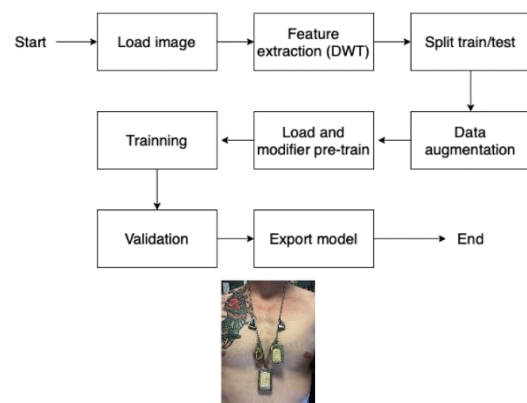 Start
Load image
Feature
extraction (DWT)
Split train/test
Data
augmentation
Load and
modifier pre-train
Trainning
Validation
Export model
End